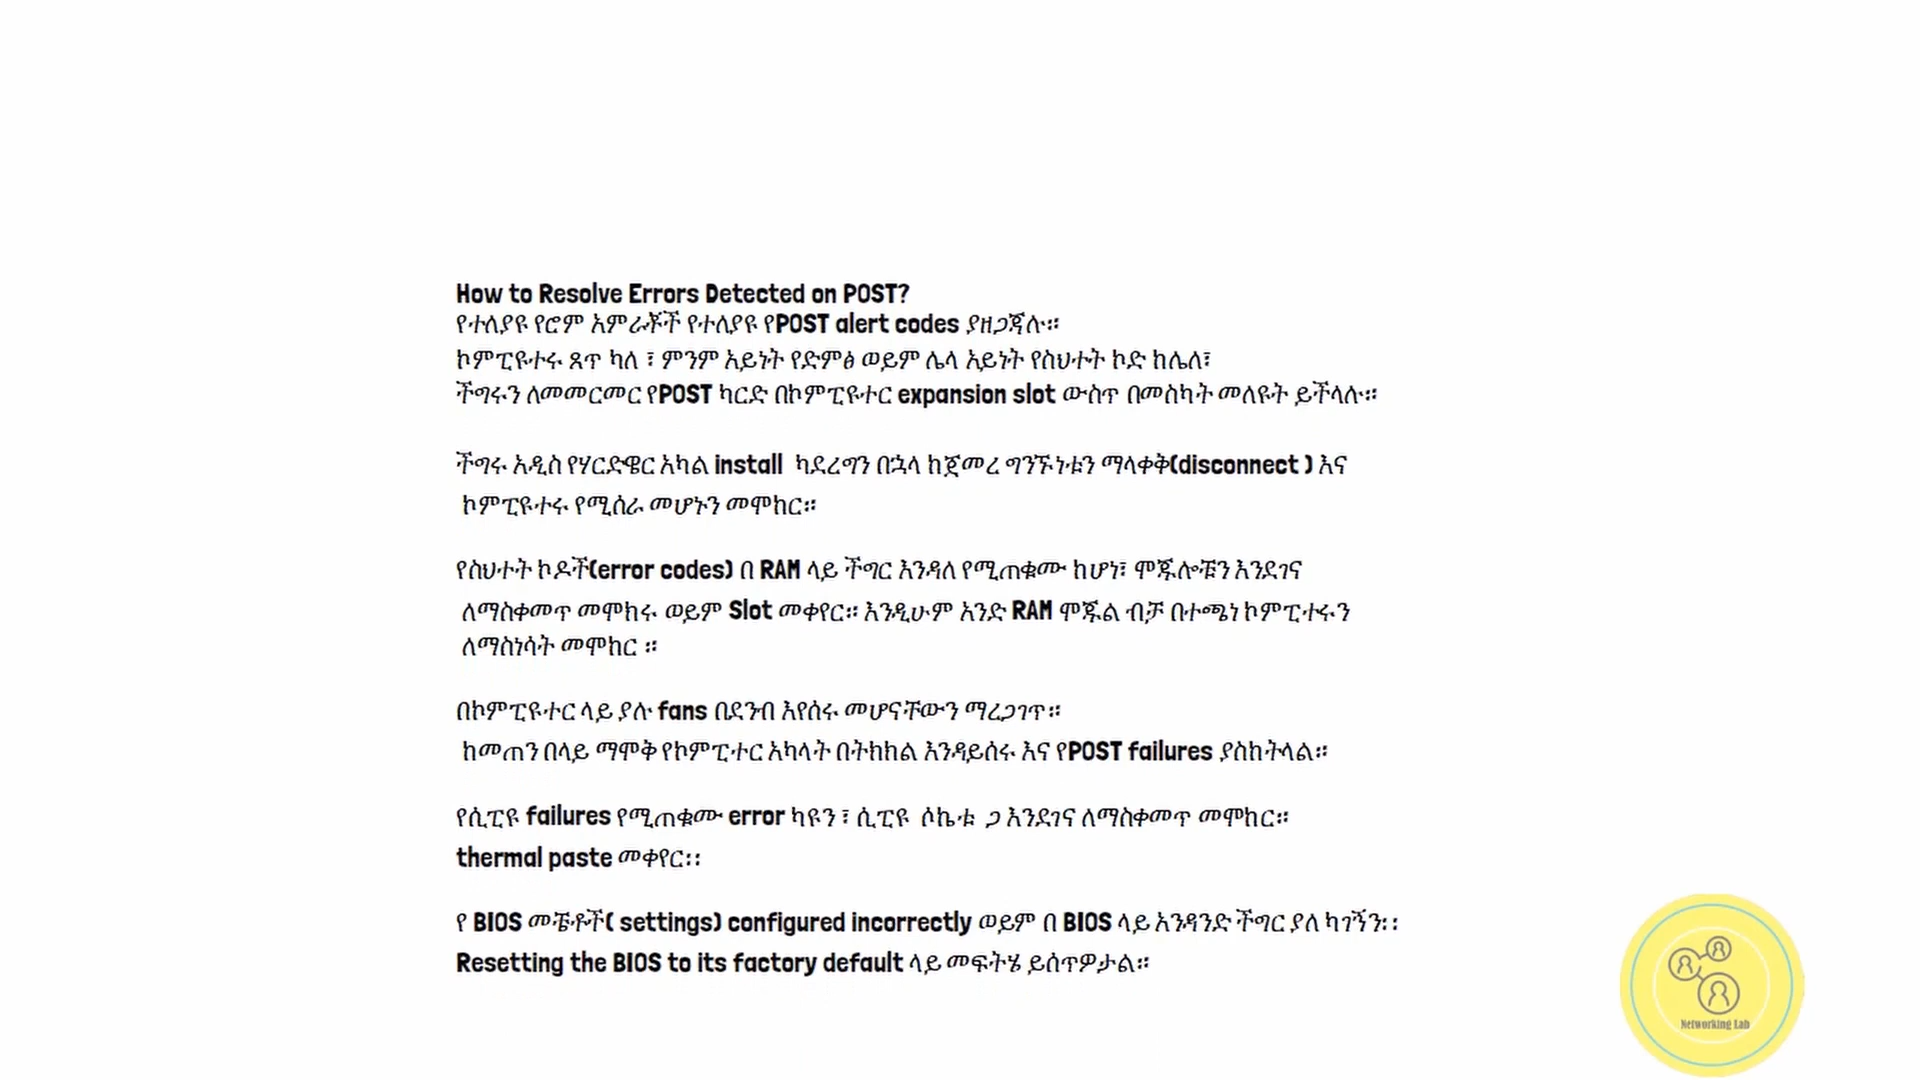 How to Resolve Errors Detected on POST?
የተለያዩ የሮም አምራቾች የተለያዩ የPOST alert codes ያዘጋጃሉ።
ኮምፒዩተሩ ጸጥ ካለ ፣ ምንም አይነት የድምፅ ወይም ሌላ አይነት የስህተት ኮድ ከሌለ፣
ችግሩን ለመመርመር የPOST ካርድ በኮምፒዩተር expansion slot ውስጥ በመስካት መለዩት ይችላሉ።
ችግሩ አዲስ የሃርድዌር አካል install ካደረግን በኋላ ከጀመረ ግንኙነቱን ማላቀቅ(disconnect ) እና
ኮምፒዩተሩ የሚሰራ መሆኑን መሞከር።
የስህተት ኮዶች(error codes) በ RAM ላይ ችግር እንዳለ የሚጠቁሙ ከሆነ፣ ሞጁሎቹን እንደገና
ለማስቀመጥ መሞክሩ ወይም Slot መቀየር። እንዲሁም አንድ RAM ሞጁል ብቻ በተጫነ ኮምፒተሩን
ለማስነሳት መሞከር ።
በኮምፒዩተር ላይ ያሉ fans በደንብ እየሰሩ መሆናቸውን ማረጋገጥ።
ከመጠን በላይ ማሞቅ የኮምፒተር አካላት በትክክል እንዳይሰሩ እና የPOST failures ያስከትላል።
የሲፒዩ failures የሚጠቁሙ error ካዩን ፣ ሲፒዩ ሶኬቱ ጋ እንደገና ለማስቀመጥ መሞከር።
thermal paste መቀየር፡፡
የ BIOS መቼቶች( settings) configured incorrectly ወይም በ BIOS ላይ አንዳንድ ችግር ያለ ካገኝን፡፡
Resetting the BIOS to its factory default ላይ መፍትሄ ይሰጥዎታል።
Networking Lab